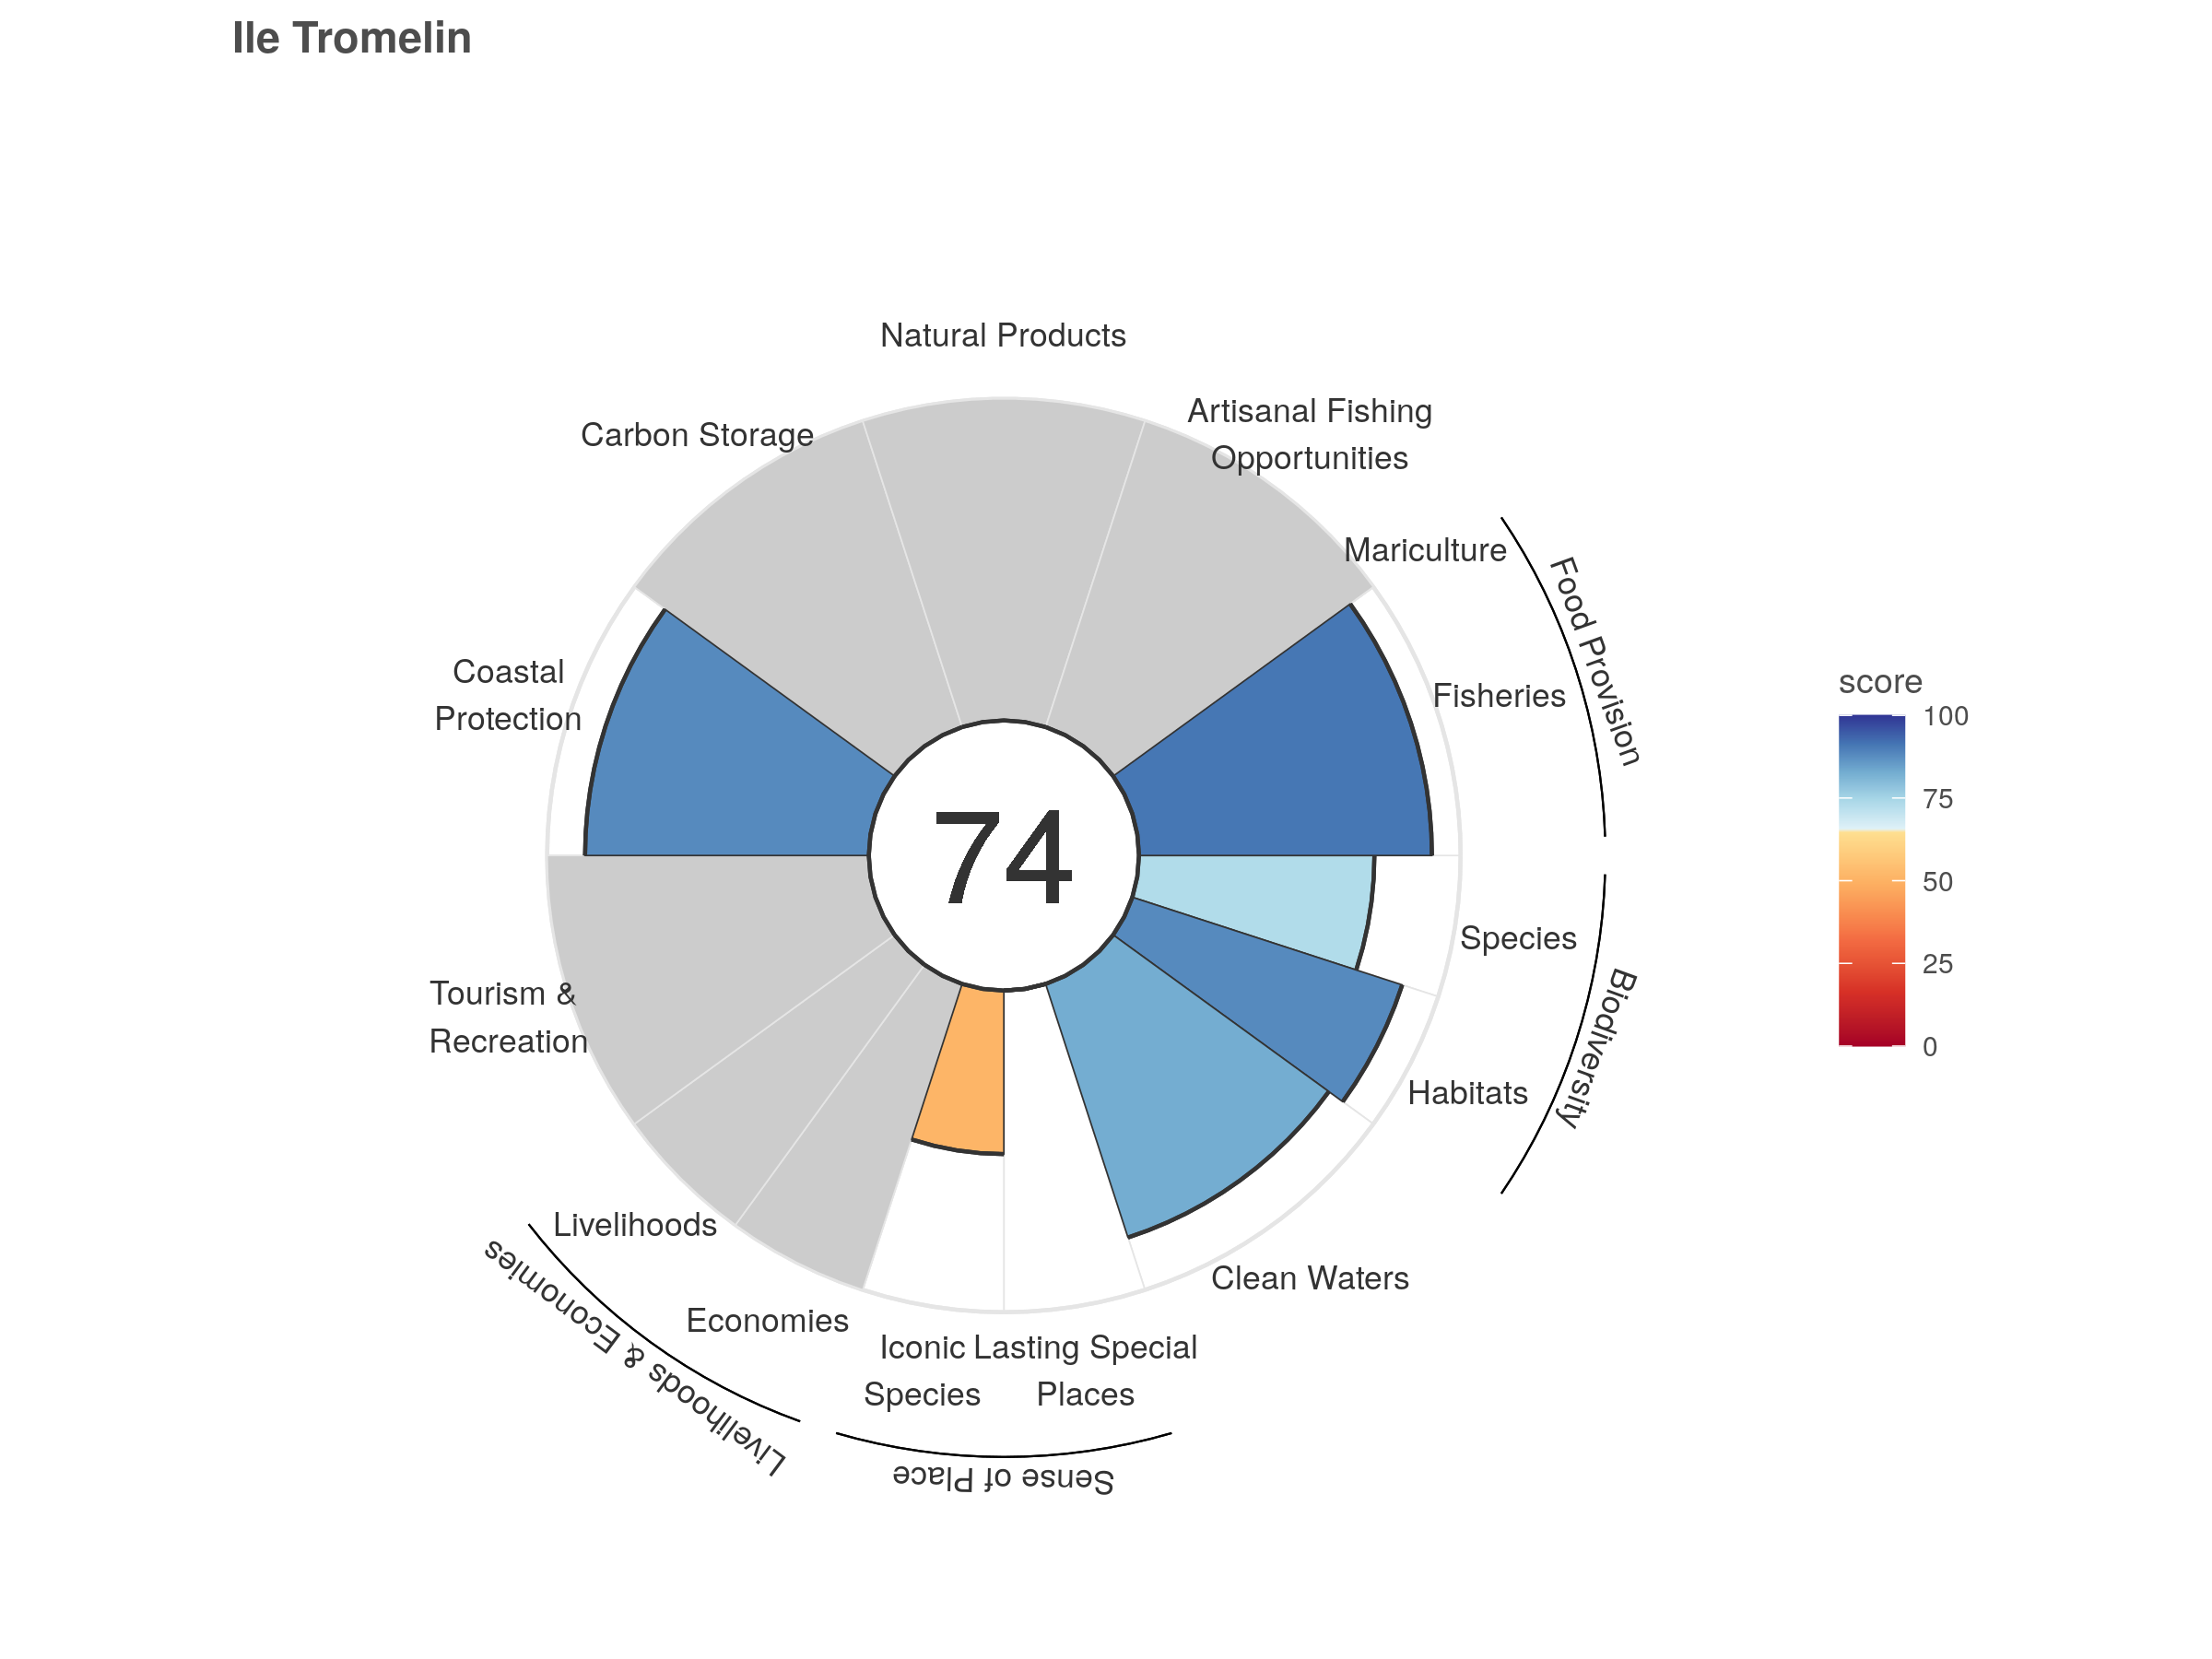 Ile Tromelin
Natural Products
Artisanal Fishing
Opportunities
Carbon Storage
Mariculture
Food Provision
Fisheries
Coastal
Protection
score
100
75
50
25
0
74
Species
Biodiversity
Habitats
Tourism &
Recreation
Livelihoods
Livelihoods & Economies
Economies
Clean Waters
Iconic
Species
Lasting Special
Places
Sense of Place